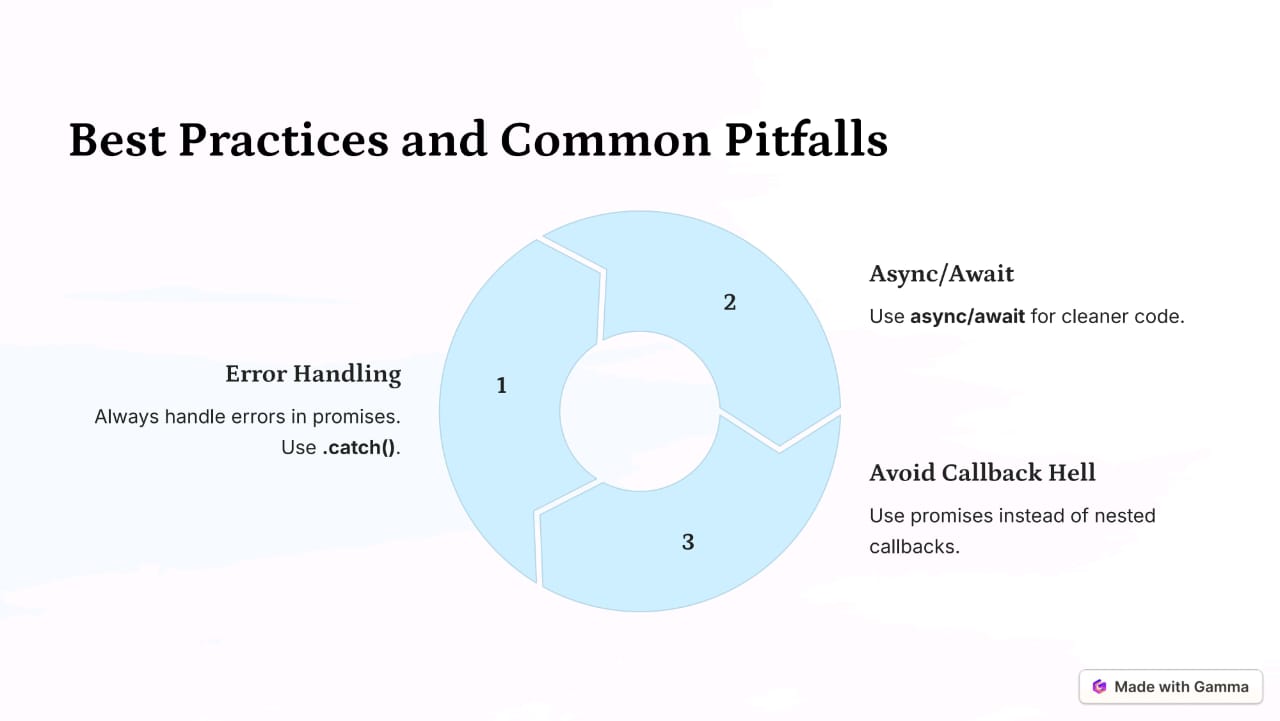 Best Practices and Common Pitfalls
1
Error Handling
Always handle errors in promises.
Use .catch().
2
Async/Await
Use async/await for cleaner code.
3
Avoid Callback Hell
Use promises instead of nested
callbacks.
Made with Gamma